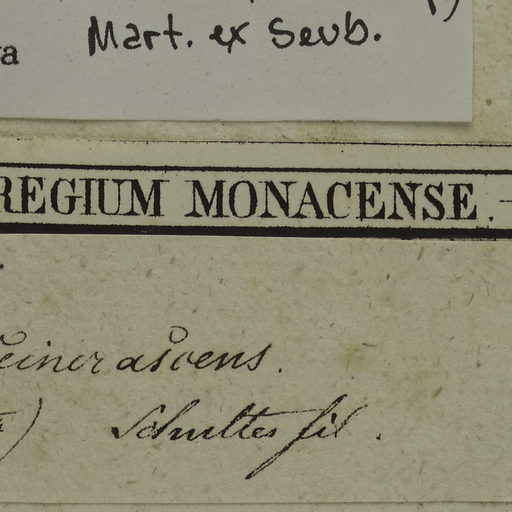 Mart. ex Seub.
REGIUM MONACENSE.
cinerascens.
Schultes fil.